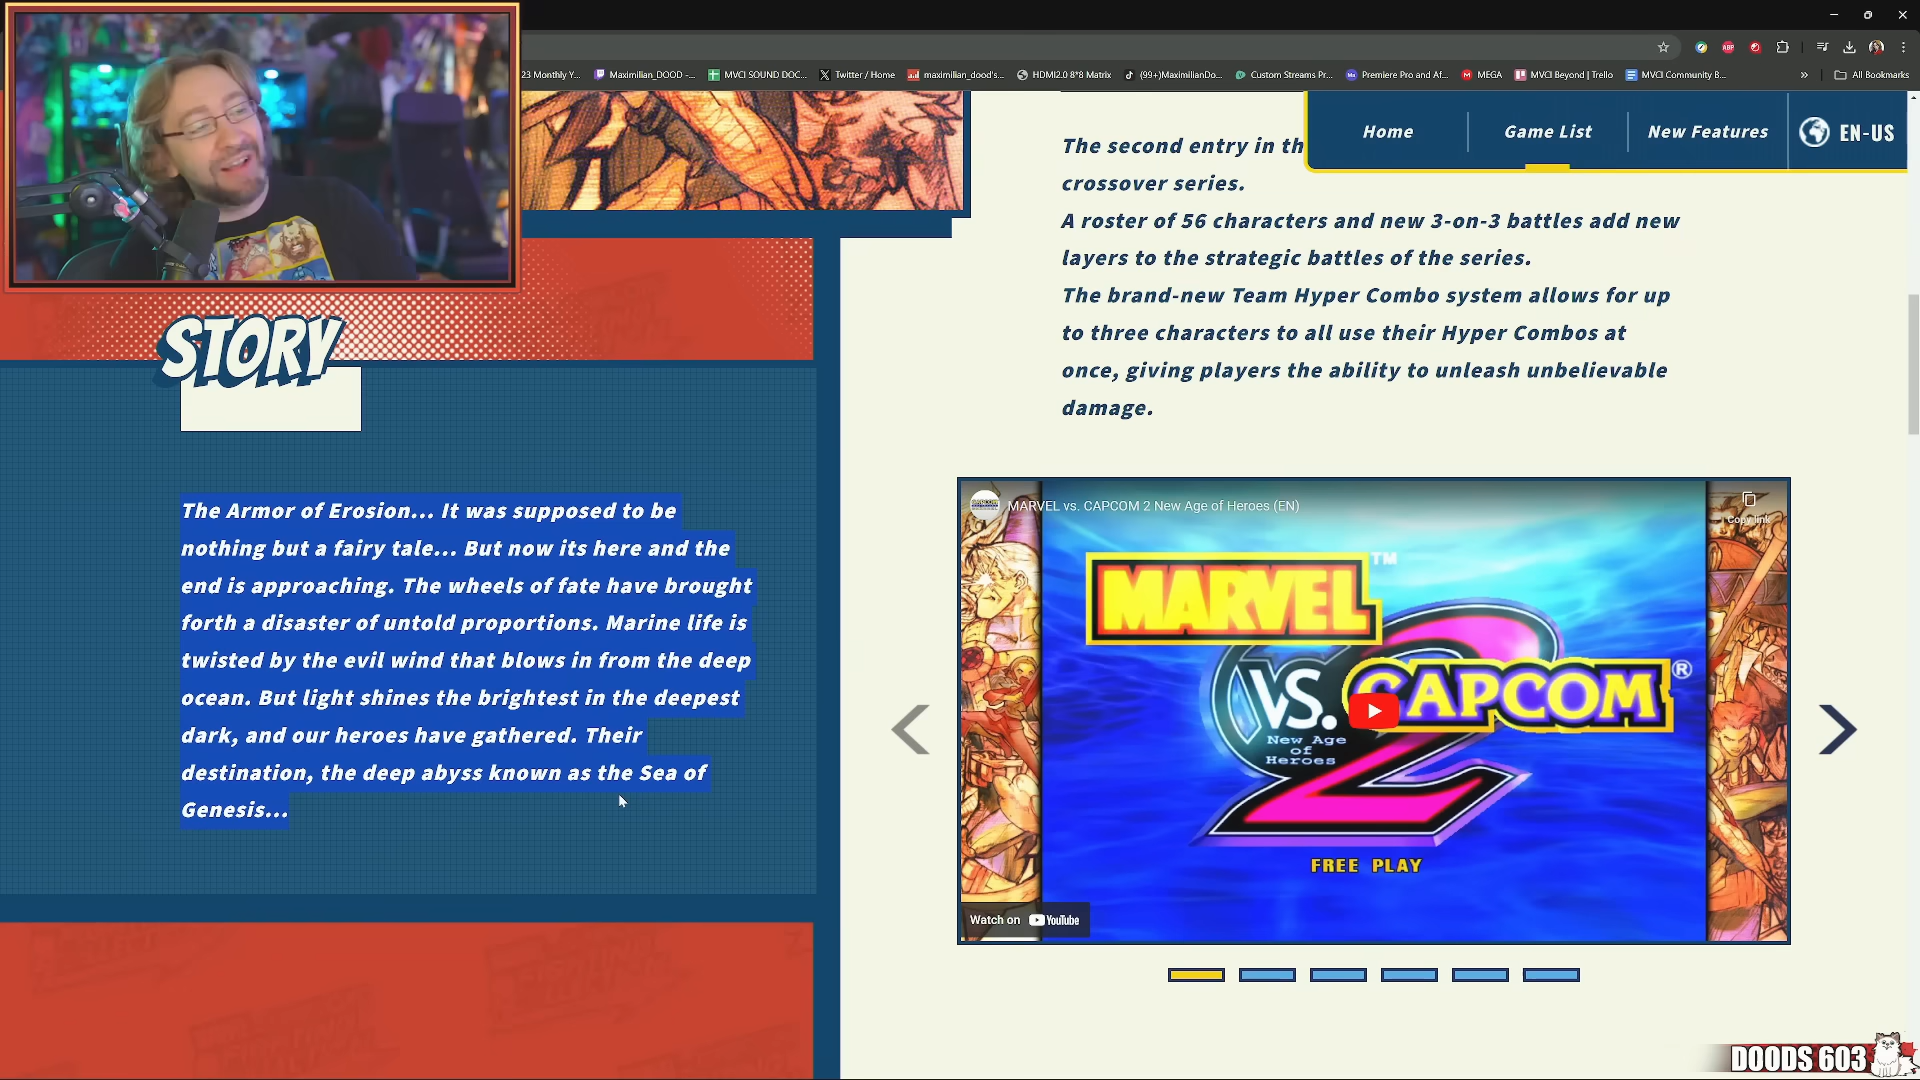 23 Monthly Y...
Maximilian_DOOD -...
MVCI SOUND DOC...
Twitter / Home
maximilian_dood's...
HDMI2.0 8*8 Matrix
(99+)MaximilianDo...
Custom Streams Pr...
Premiere Pro and Af...
MEGA
MVCI Beyond | Trello
MVCI Community B...
»
All Bookmarks
ABP
Home
Game List
New Features
EN-US
The second entry in th
crossover series.
A roster of 56 characters and new 3-on-3 battles add new
layers to the strategic battles of the series.
The brand-new Team Hyper Combo system allows for up
to three characters to all use their Hyper Combos at
once, giving players the ability to unleash unbelievable
damage.
STORY
The Armor of Erosion... It was supposed to be
nothing but a fairy tale... But now its here and the
end is approaching. The wheels of fate have brought
forth a disaster of untold proportions. Marine life is
twisted by the evil wind that blows in from the deep
ocean. But light shines the brightest in the deepest
dark, and our heroes have gathered. Their
destination, the deep abyss known as the Sea of
Genesis...
MARVEL vs. CAPCOM 2 New Age of Heroes (EN)
Copy link
MARVEL™
VS. CAPCOM®
2
New Age
of
Heroes
FREE PLAY
Watch on YouTube
DOODS 603